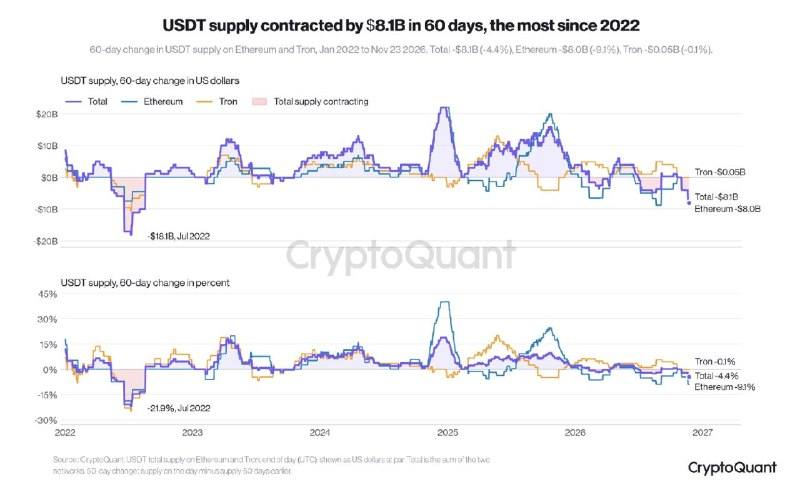 USDT supply contracted by $8.1B in 60 days, the most since 2022
60-day change in USDT supply on Ethereum and Tron, Jan 2022 to Nov 23 2026. Total -$8.1B (-4.4%), Ethereum -$8.0B (-9.1%), Tron -$0.05B (-0.1%).
USDT supply, 60-day change in US dollars
Total Ethereum Tron Total supply contracting
$20B
$10B
$0B
-$10B
-$20B
-$18.1B, Jul 2022
Tron -$0.05B
Total -$8.1B
Ethereum -$8.0B
CryptoQuant
USDT supply, 60-day change in percent
45%
30%
15%
0%
-15%
-30%
-21.9%, Jul 2022
Tron -0.1%
Total -4.4%
Ethereum -9.1%
2022 2023 2024 2025 2026 2027
Source: CryptoQuant. USDT total supply on Ethereum and Tron, end of day (UTC), shown as US dollars at par. Total is the sum of the two
networks. 60-day change: supply on the day minus supply 60 days earlier.
CryptoQuant